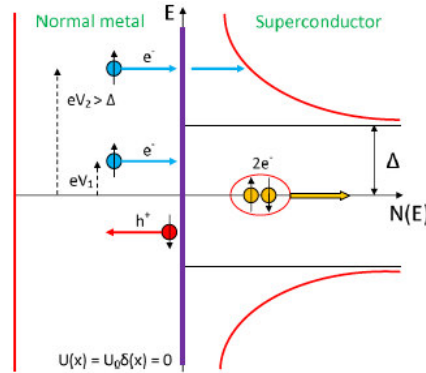 Normal metal
E
Superconductor
e⁻
eV₂ > Δ
e⁻
2e⁻
Δ
eV₁
N(E)
h⁺
U(x) = U₀δ(x) = 0